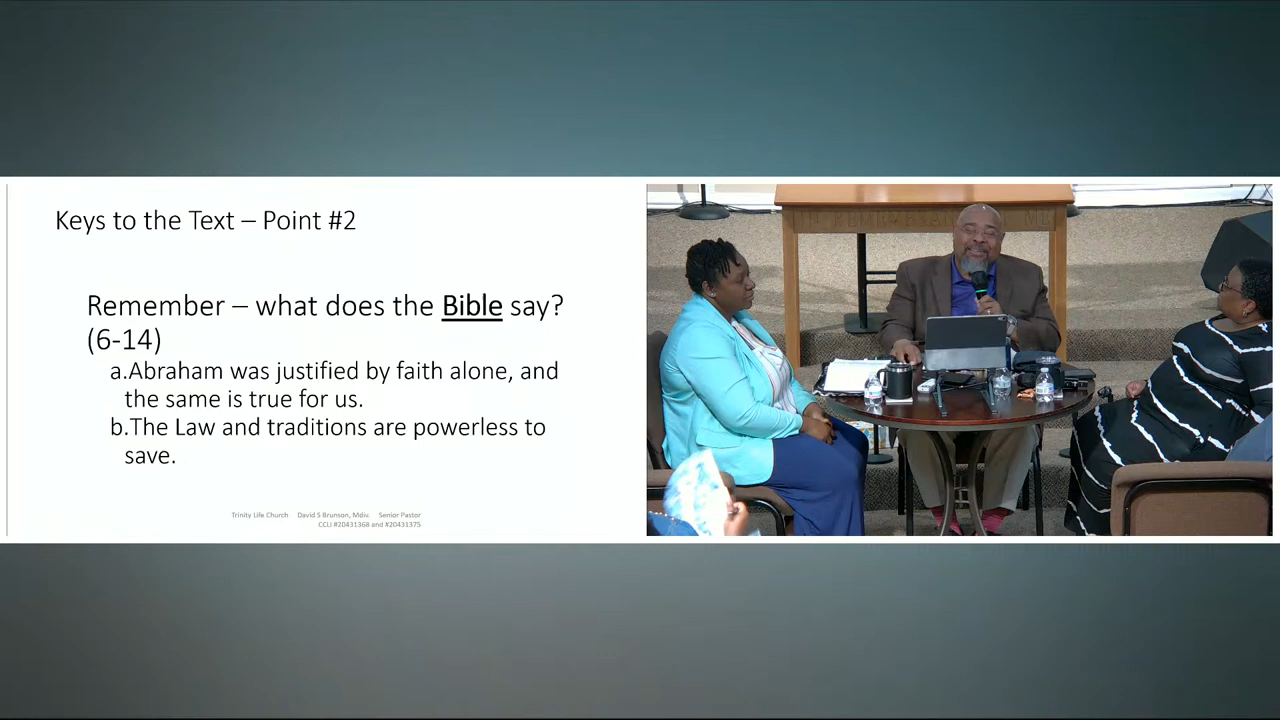 Keys to the Text – Point #2
Remember – what does the Bible say?
(6-14)
a.Abraham was justified by faith alone, and
the same is true for us.
b.The Law and traditions are powerless to
save.
Trinity Life Church David S Brunson, Mdiv. Senior Pastor
CCLI #20431368 and #20431375